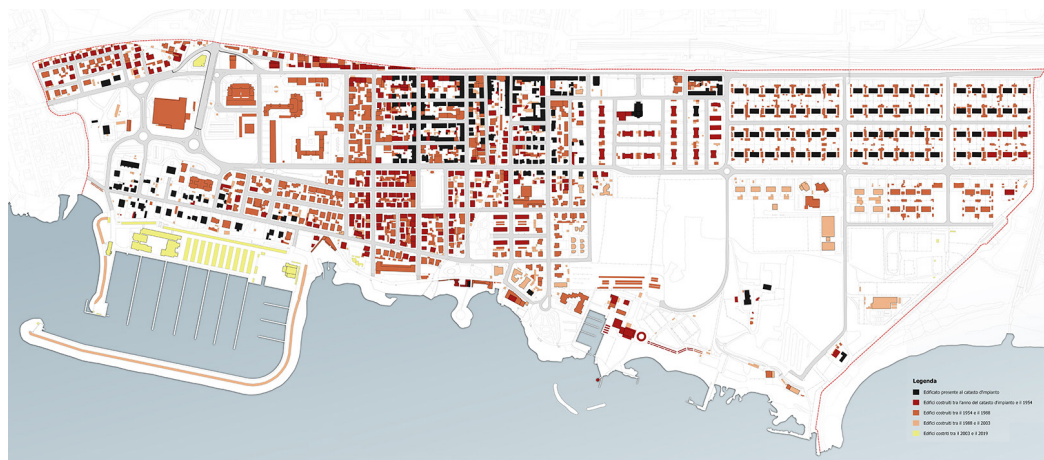 Legenda
Edificato presente al catasto d'impianto
Edifici costruiti tra l'anno del catasto d'impianto e il 1954
Edifici costruiti tra il 1954 e il 1988
Edifici costruiti tra il 1988 e il 2003
Edifici costriti tra il 2003 e il 2019